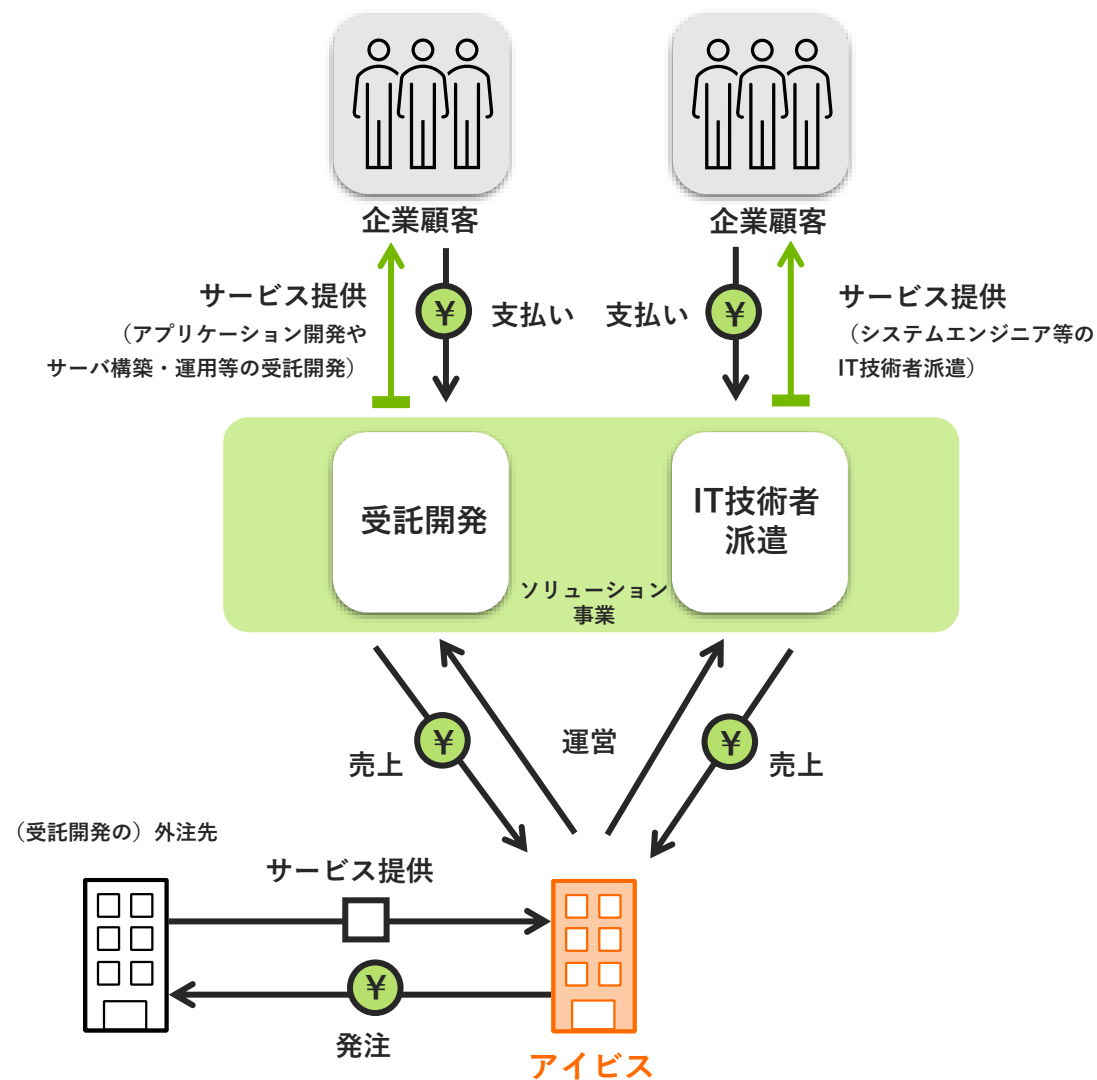 企業顧客
企業顧客
サービス提供
（アプリケーション開発や
サーバ構築・運用等の受託開発）
¥
支払い
支払い
¥
サービス提供
（システムエンジニア等の
IT技術者派遣）
受託開発
IT技術者
派遣
ソリューション
事業
売上
¥
運営
¥
売上
（受託開発の）外注先
サービス提供
¥
発注
アイビス